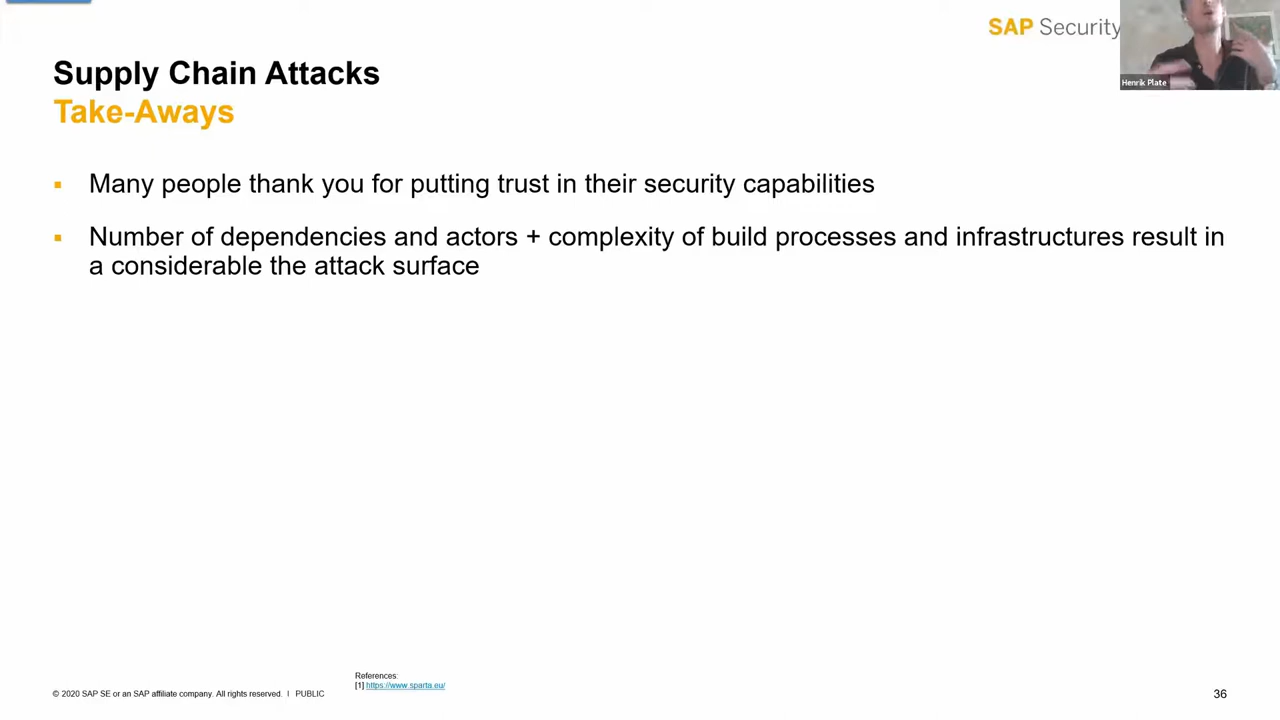 SAP Security
Henrik Plate
Supply Chain Attacks
Take-Aways
▪ Many people thank you for putting trust in their security capabilities
▪ Number of dependencies and actors + complexity of build processes and infrastructures result in
a considerable the attack surface
References:
[1] https://www.sparta.eu/
© 2020 SAP SE or an SAP affiliate company. All rights reserved. ǀ PUBLIC
36